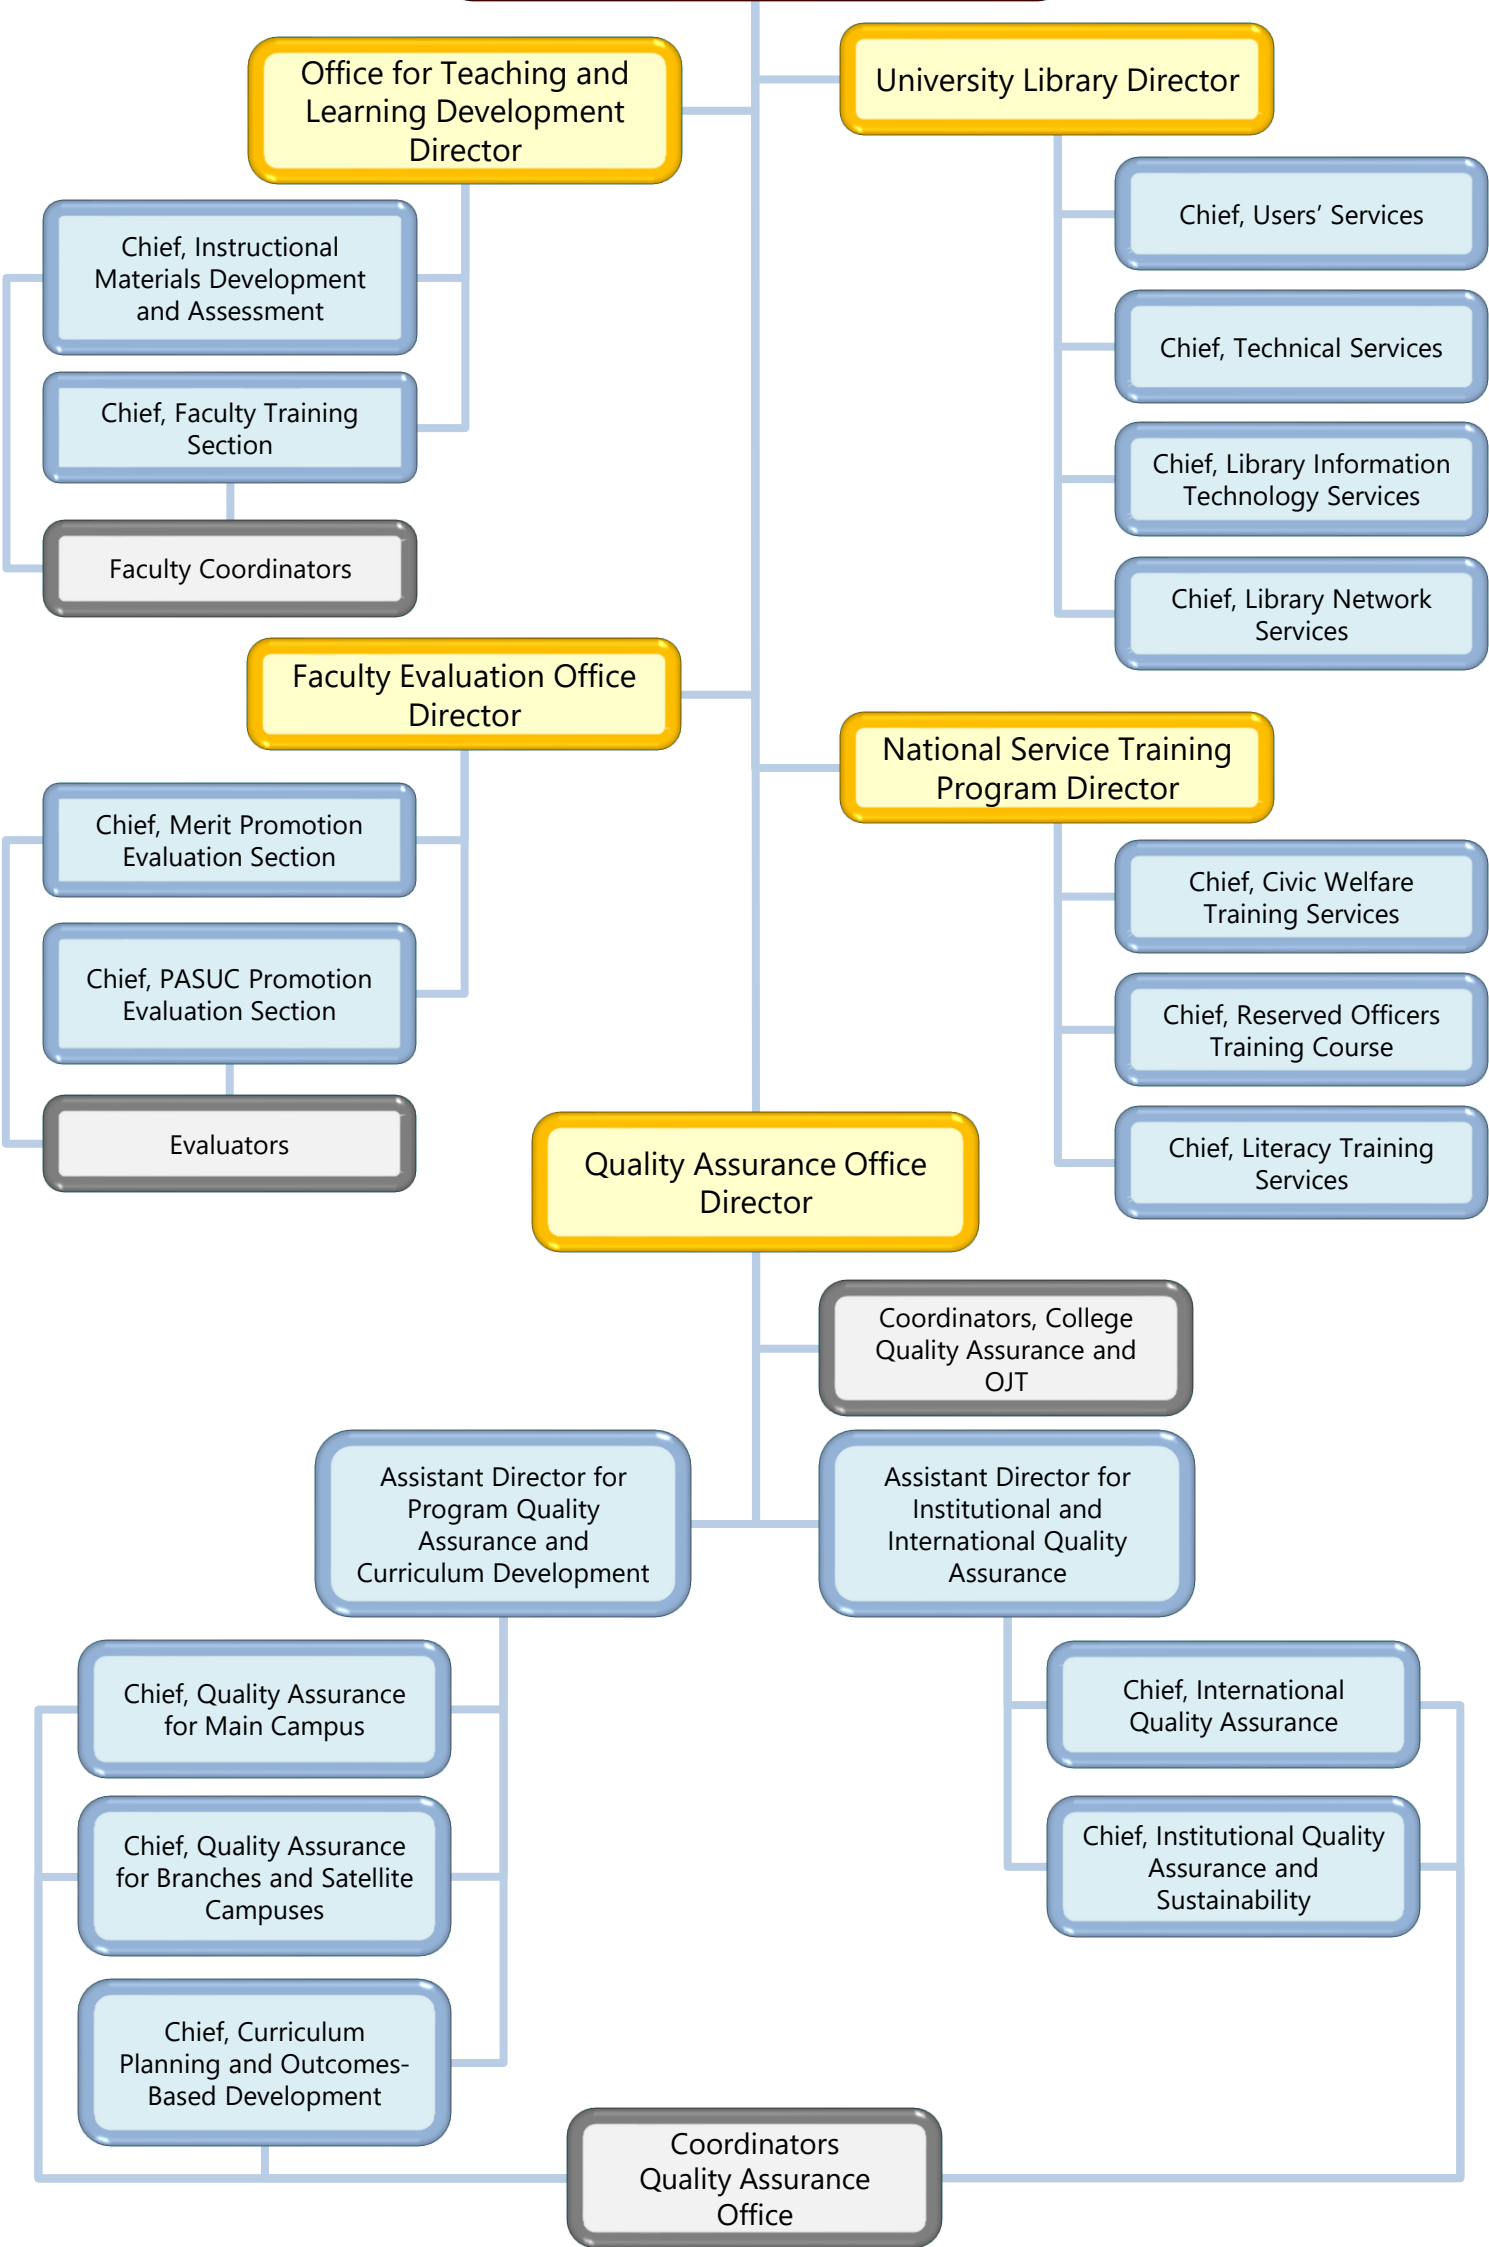 Office for Teaching and
Learning Development
Director
University Library Director
Chief, Instructional
Materials Development
and Assessment
Chief, Faculty Training
Section
Faculty Coordinators
Chief, Users’ Services
Chief, Technical Services
Chief, Library Information
Technology Services
Chief, Library Network
Services
Faculty Evaluation Office
Director
National Service Training
Program Director
Chief, Merit Promotion
Evaluation Section
Chief, PASUC Promotion
Evaluation Section
Evaluators
Chief, Civic Welfare
Training Services
Chief, Reserved Officers
Training Course
Chief, Literacy Training
Services
Quality Assurance Office
Director
Coordinators, College
Quality Assurance and
OJT
Assistant Director for
Program Quality
Assurance and
Curriculum Development
Assistant Director for
Institutional and
International Quality
Assurance
Chief, Quality Assurance
for Main Campus
Chief, Quality Assurance
for Branches and Satellite
Campuses
Chief, Curriculum
Planning and Outcomes-
Based Development
Chief, International
Quality Assurance
Chief, Institutional Quality
Assurance and
Sustainability
Coordinators
Quality Assurance
Office